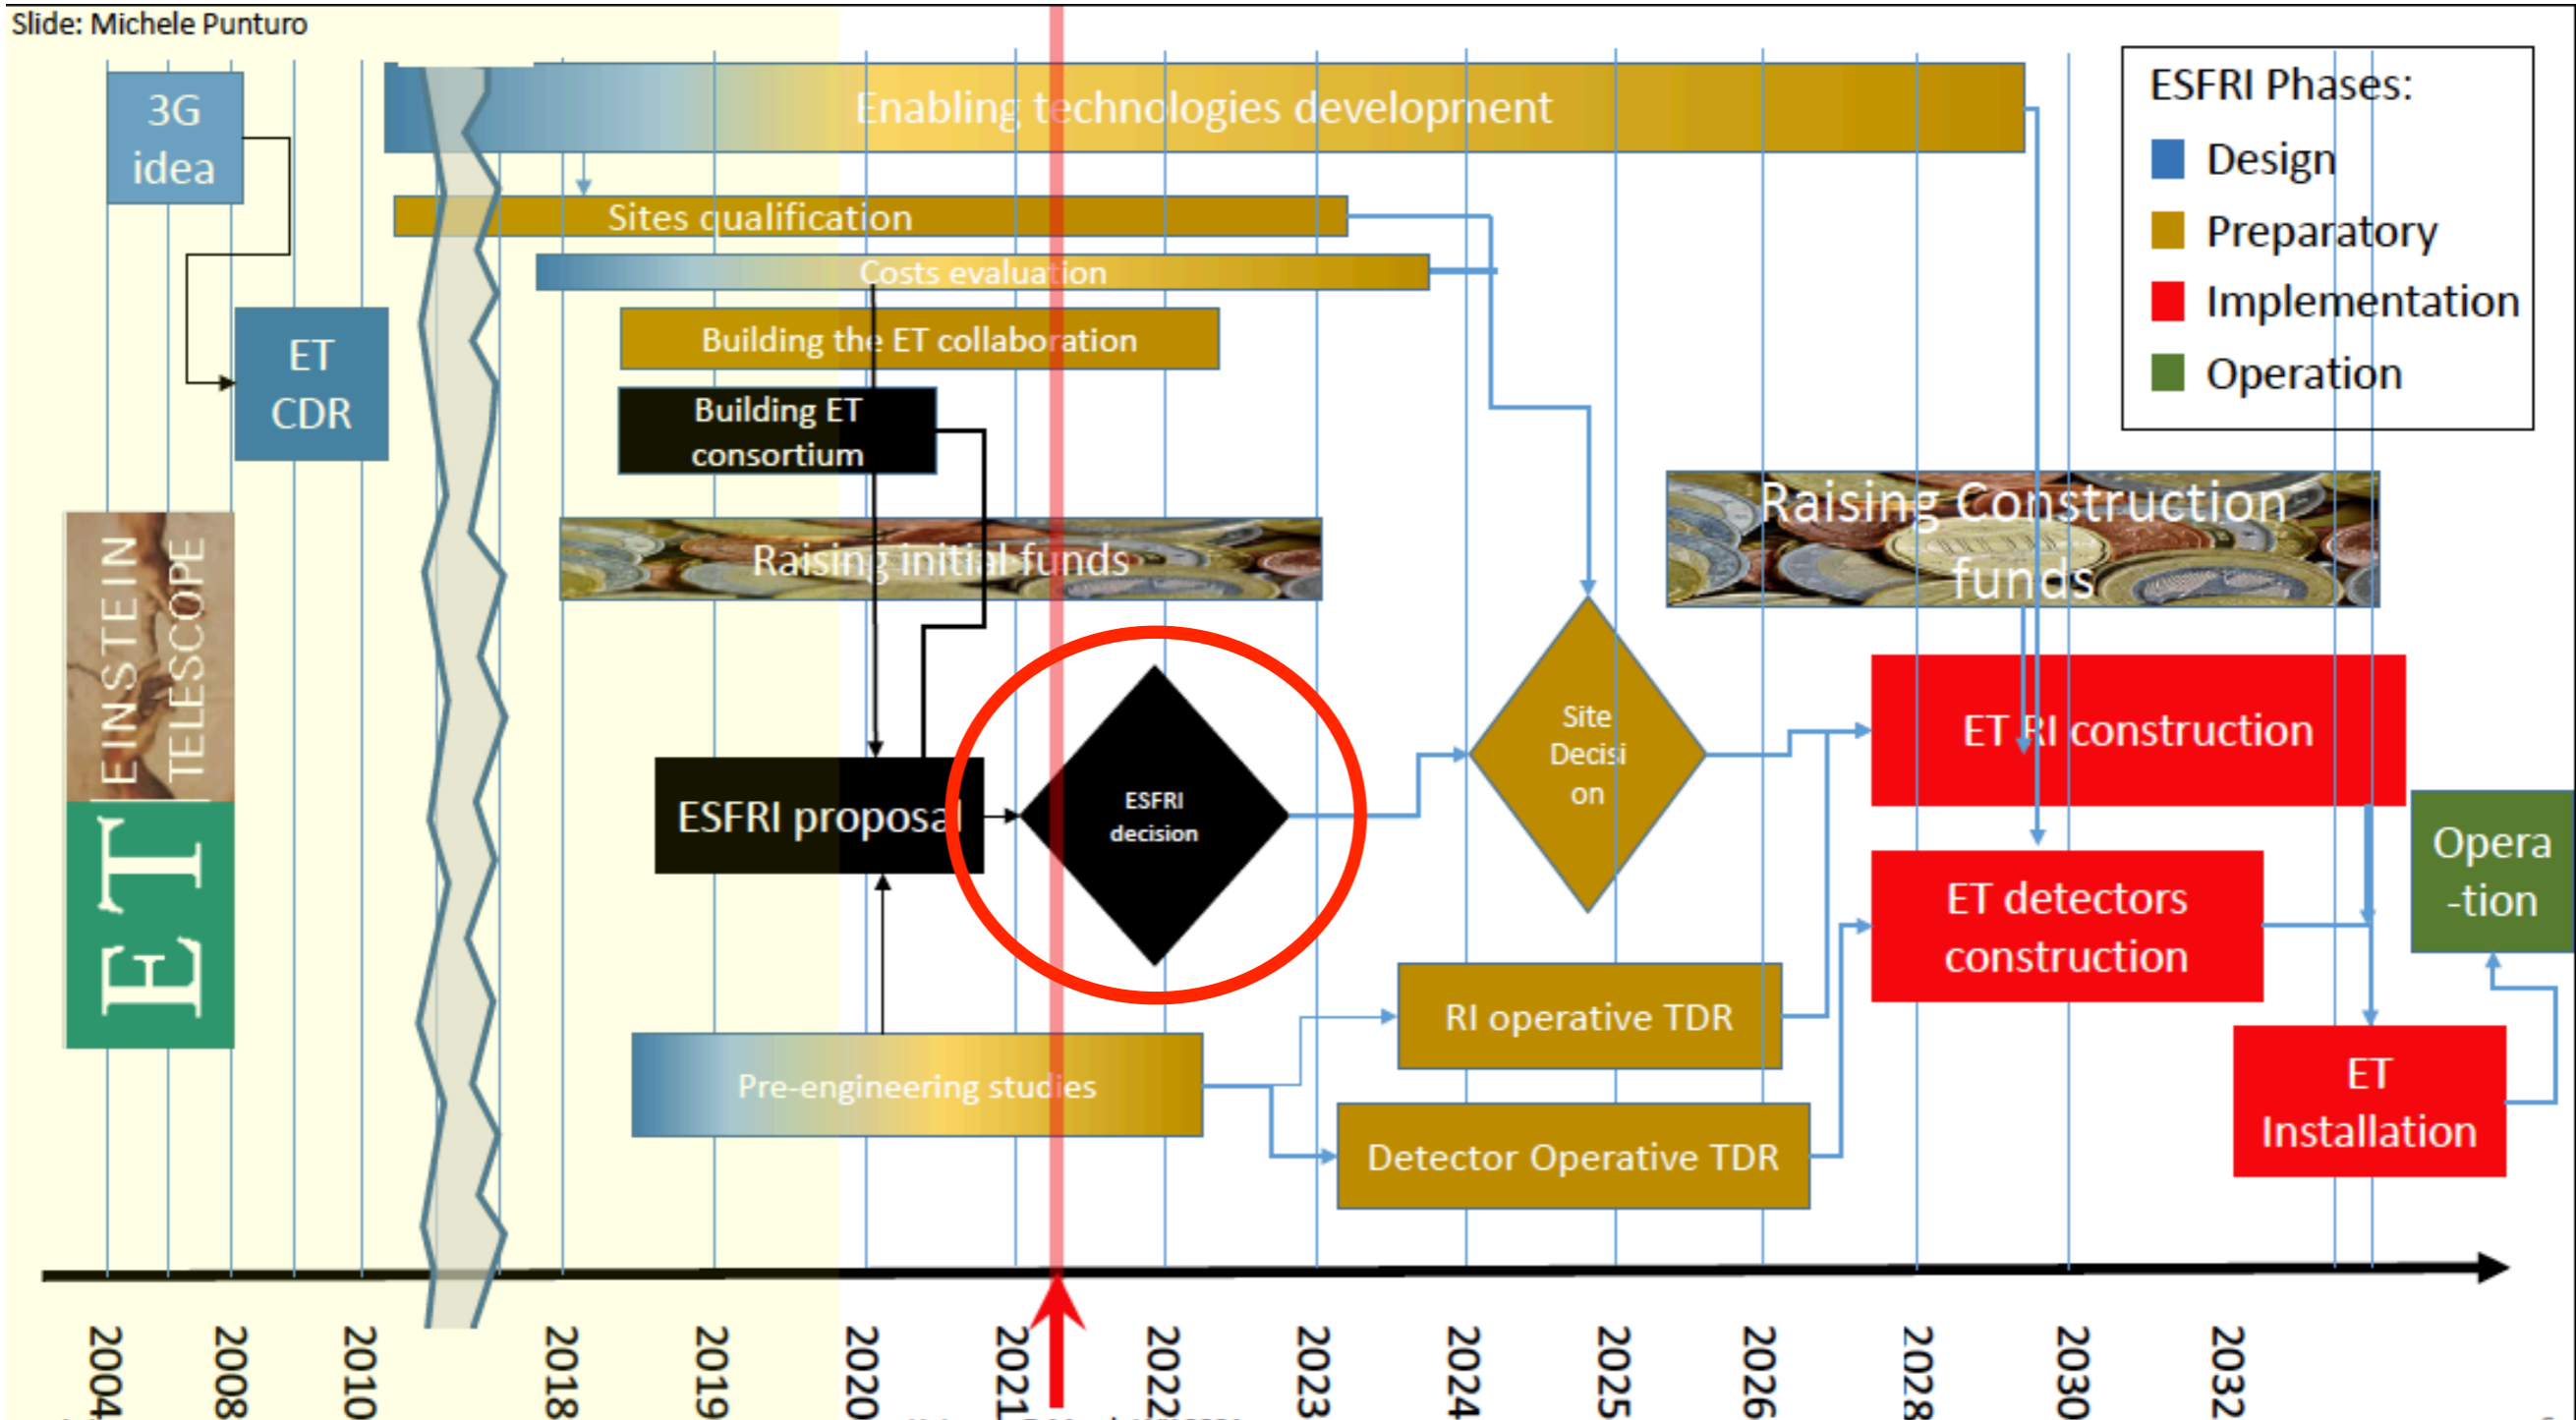 Slide: Michele Punturo
3G
idea
Enabling technologies development
ESFRI Phases:
Design
Preparatory
Implementation
Operation
Sites qualification
Costs evaluation
ET
CDR
Building the ET collaboration
Building ET
consortium
Raising initial funds
Raising Construction
funds
EINSTEIN
TELESCOPE
ET
ESFRI proposal
ESFRI
decision
Site
Decisi
on
ET RI construction
ET detectors
construction
Opera
-tion
RI operative TDR
Pre-engineering studies
Detector Operative TDR
ET
Installation
2004
2008
2010
2018
2019
2020
2021
2022
2023
2024
2025
2026
2028
2030
2032